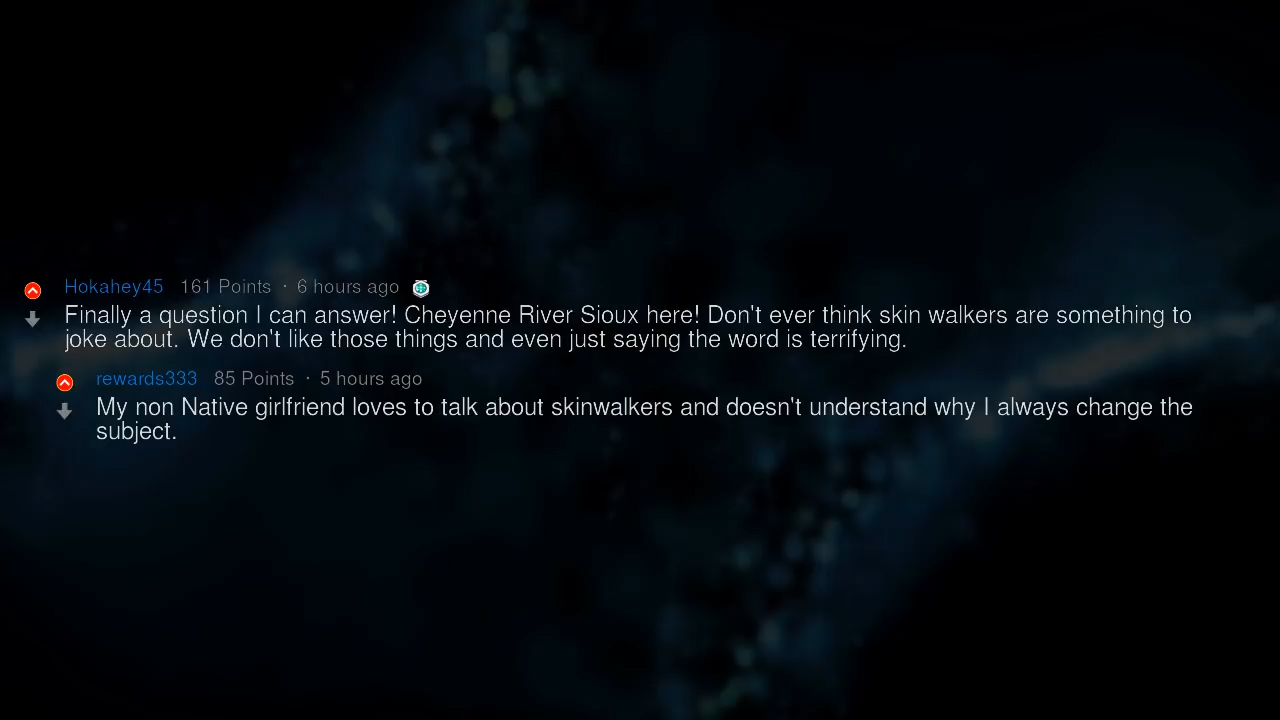 Hokahey45 161 Points · 6 hours ago
Finally a question I can answer! Cheyenne River Sioux here! Don't ever think skin walkers are something to
joke about. We don't like those things and even just saying the word is terrifying.
rewards333 85 Points · 5 hours ago
My non Native girlfriend loves to talk about skinwalkers and doesn't understand why I always change the
subject.